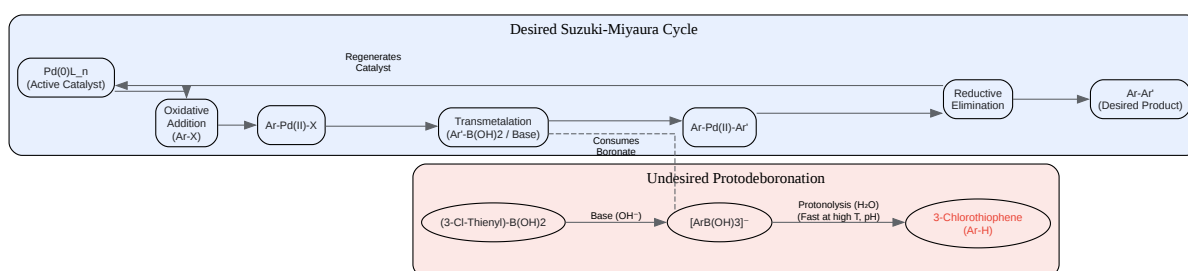 Desired Suzuki-Miyaura Cycle
Regenerates
Catalyst
Pd(0)L_n
(Active Catalyst)
Oxidative
Addition
(Ar-X)
Ar-Pd(II)-X
Transmetalation
(Ar'-B(OH)2 / Base)
Ar-Pd(II)-Ar'
Reductive
Elimination
Ar-Ar'
(Desired Product)
Consumes
Boronate
Undesired Protodeboronation
(3-Cl-Thienyl)-B(OH)2
Base (OH⁻)
[ArB(OH)3]⁻
Protonolysis (H₂O)
(Fast at high T, pH)
3-Chlorothiophene
(Ar-H)